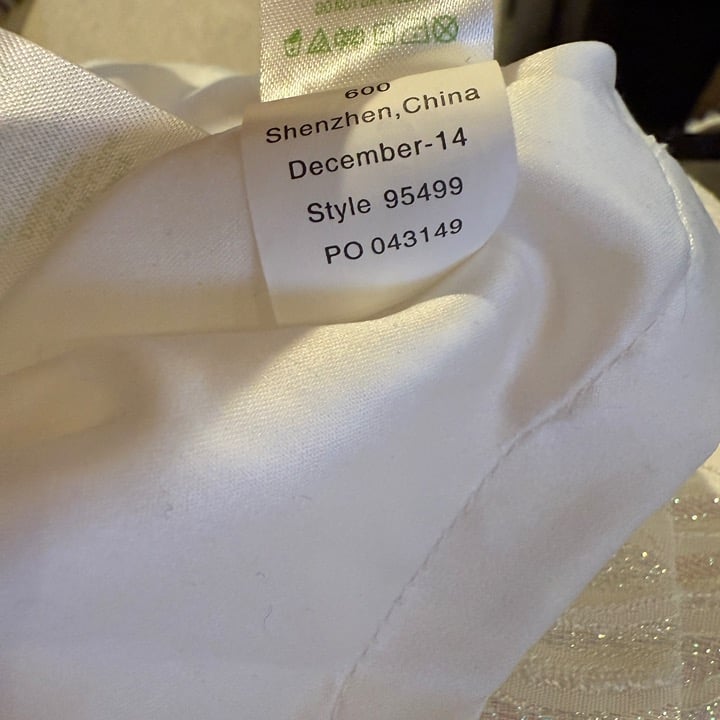 600
Shenzhen,China
December-14
Style 95499
PO 043149